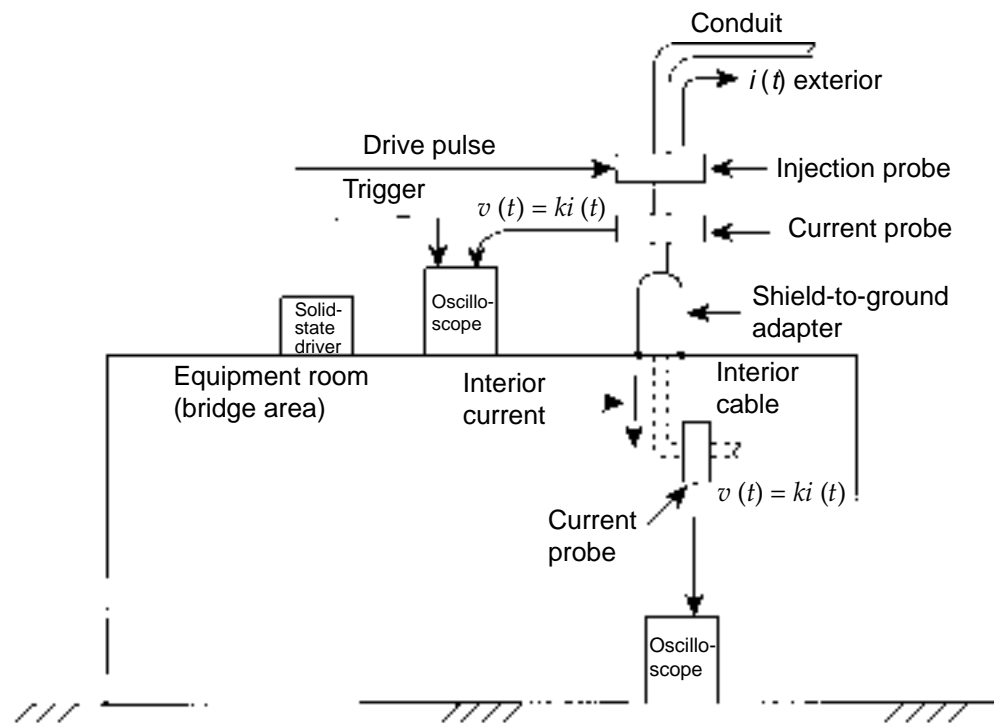 Conduit
i (t) exterior
Drive pulse
Injection probe
Trigger
v (t) = ki (t)
Current probe
Oscillo-
scope
Shield-to-ground
adapter
Solid-
state
driver
Equipment room
(bridge area)
Interior
current
Interior
cable
v (t) = ki (t)
Current
probe
Oscillo-
scope